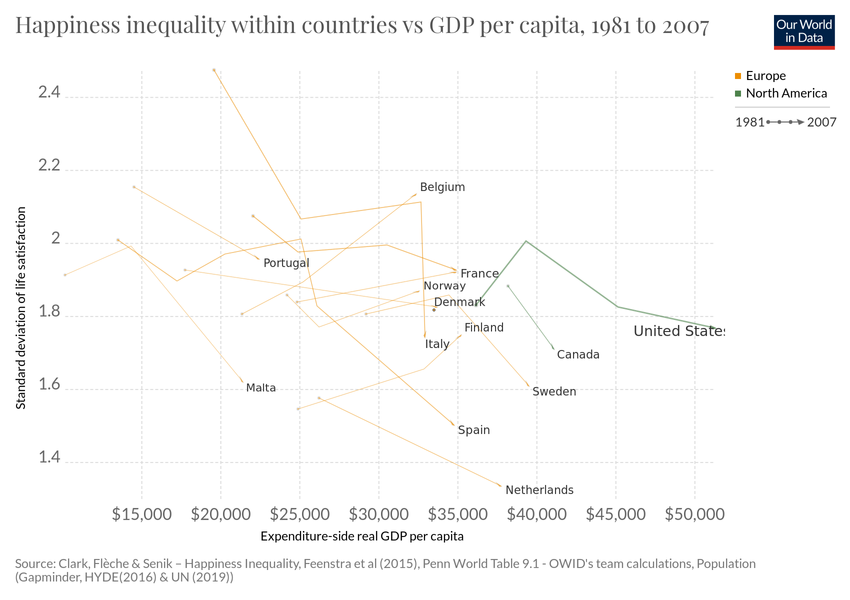 Happiness inequality within countries vs GDP per capita, 1981 to 2007
Our World
in Data
Europe
North America
1981
2007
2.4
2.2
2
1.8
1.6
1.4
Standard deviation of life satisfaction
Belgium
Portugal
France
Norway
Denmark
Finland
United States
Italy
Canada
Malta
Sweden
Spain
Netherlands
$15,000
$20,000
$25,000
$30,000
$35,000
$40,000
$45,000
$50,000
Expenditure-side real GDP per capita
Source: Clark, Flèche & Senik – Happiness Inequality, Feenstra et al (2015), Penn World Table 9.1 - OWID's team calculations, Population
(Gapminder, HYDE(2016) & UN (2019))